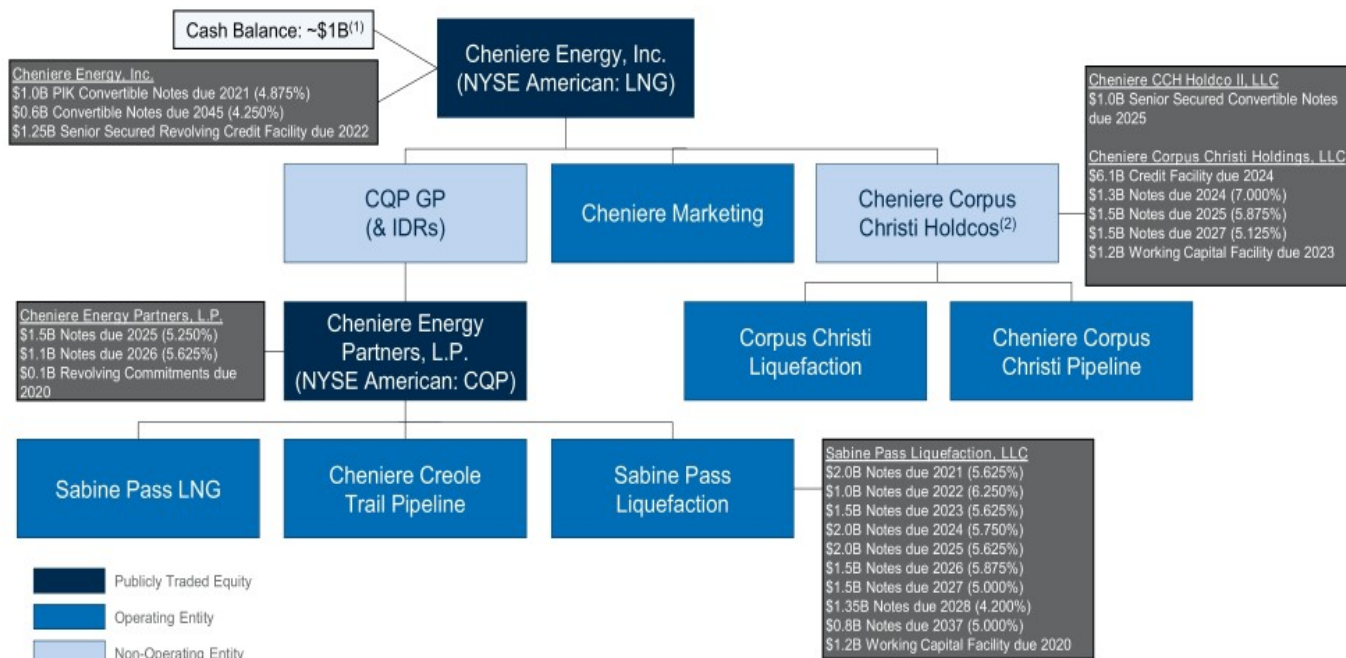 Cash Balance: ~$1B(1)
Cheniere Energy, Inc.
(NYSE American: LNG)
Cheniere Energy, Inc.
$1.0B PIK Convertible Notes due 2021 (4.875%)
$0.6B Convertible Notes due 2045 (4.250%)
$1.25B Senior Secured Revolving Credit Facility due 2022
Cheniere CCH Holdco II, LLC
$1.0B Senior Secured Convertible Notes
due 2025
Cheniere Corpus Christi Holdings, LLC
$6.1B Credit Facility due 2024
$1.3B Notes due 2024 (7.000%)
$1.5B Notes due 2025 (5.875%)
$1.5B Notes due 2027 (5.125%)
$1.2B Working Capital Facility due 2023
CQP GP
(& IDRs)
Cheniere Marketing
Cheniere Corpus
Christi Holdcos(2)
Cheniere Energy Partners, L.P.
$1.5B Notes due 2025 (5.250%)
$1.1B Notes due 2026 (5.625%)
$0.1B Revolving Commitments due
2020
Cheniere Energy
Partners, L.P.
(NYSE American: CQP)
Corpus Christi
Liquefaction
Cheniere Corpus
Christi Pipeline
Sabine Pass LNG
Cheniere Creole
Trail Pipeline
Sabine Pass
Liquefaction
Sabine Pass Liquefaction, LLC
$2.0B Notes due 2021 (5.625%)
$1.0B Notes due 2022 (6.250%)
$1.5B Notes due 2023 (5.625%)
$2.0B Notes due 2024 (5.750%)
$2.0B Notes due 2025 (5.625%)
$1.5B Notes due 2026 (5.875%)
$1.5B Notes due 2027 (5.000%)
$1.35B Notes due 2028 (4.200%)
$0.8B Notes due 2037 (5.000%)
$1.2B Working Capital Facility due 2020
Publicly Traded Equity
Operating Entity
Non-Operating Entity